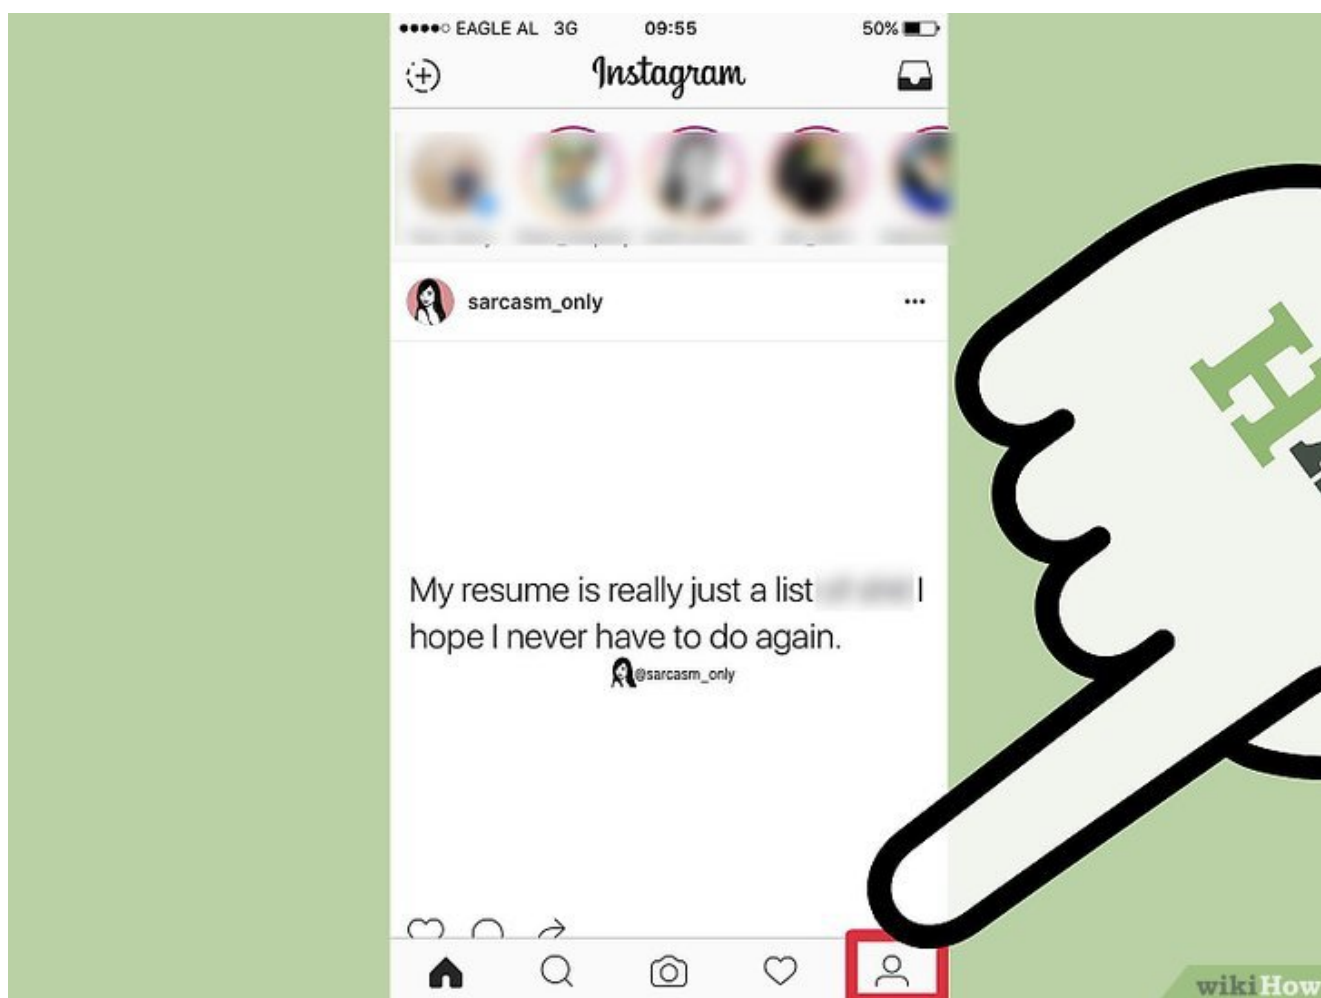 EAGLE AL 3G 09:55 50%
Instagram
sarcasm_only
My resume is really just a list I
hope I never have to do again.
@sarcasm_only
wikiHow